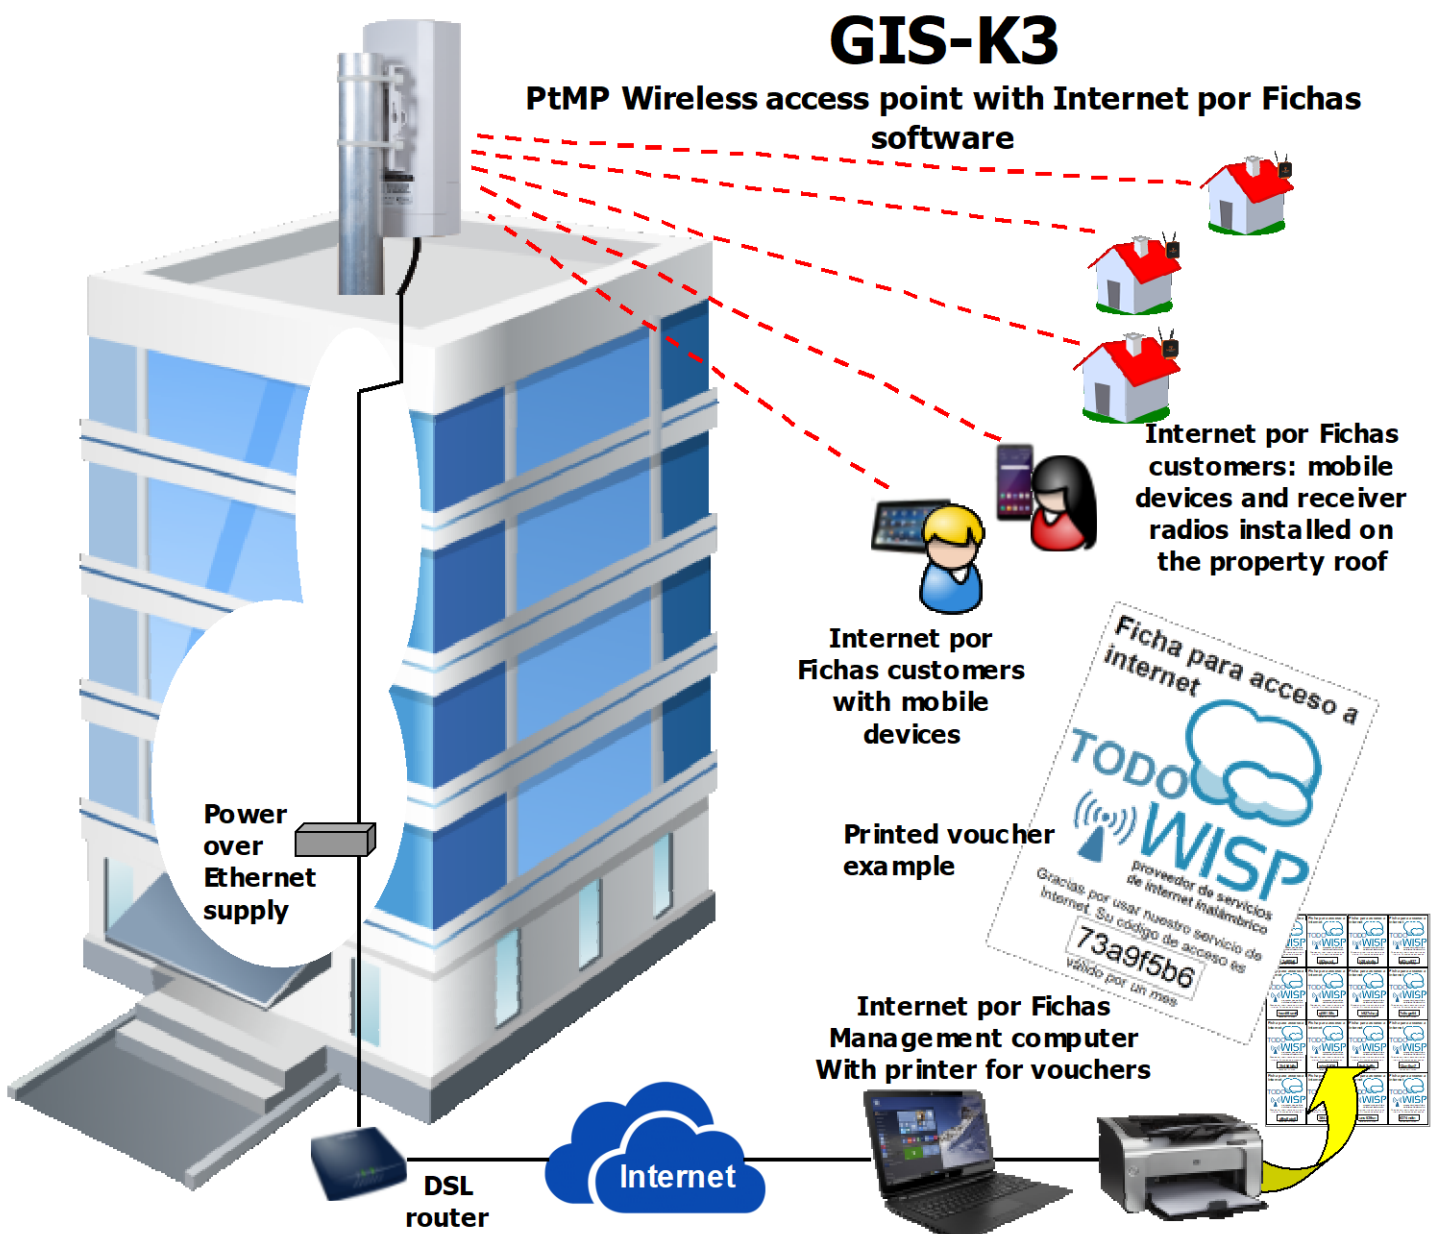 GIS-K3
PtMP Wireless access point with Internet por Fichas
software
Internet por Fichas
customers: mobile
devices and receiver
radios installed on
the property roof
Internet por
Fichas customers
with mobile
devices
Ficha para acceso a
internet
TODO
WISP
proveedor de servicios
de internet inalámbrico
Gracias por usar nuestro servicio de
Internet. Su código de acceso es
73a9f5b6
válido por un mes
Printed voucher
example
Power
over
Ethernet
supply
Internet por Fichas
Management computer
With printer for vouchers
Internet
DSL
router